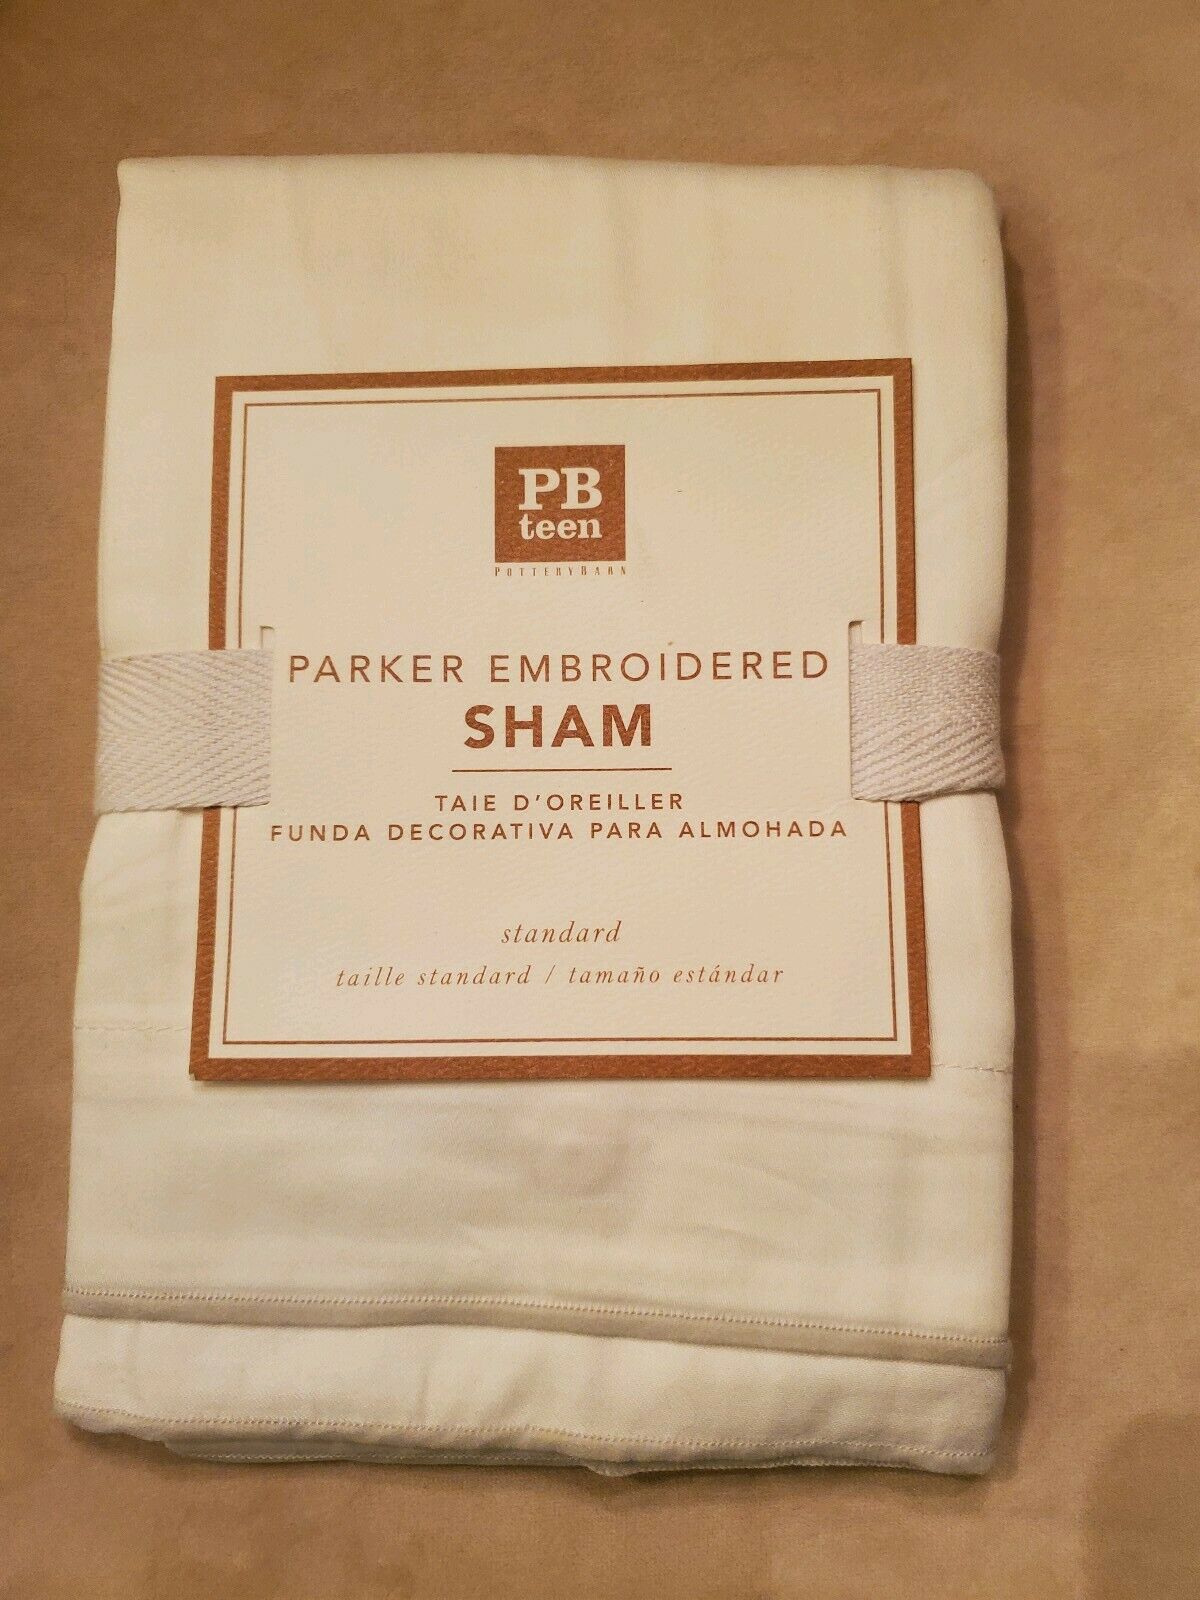 PB
teen
POTTERYBARN
PARKER EMBROIDERED
SHAM
TAIE D'OREILLER
FUNDA DECORATIVA PARA ALMOHADA
standard
taille standard / tamaño estándar